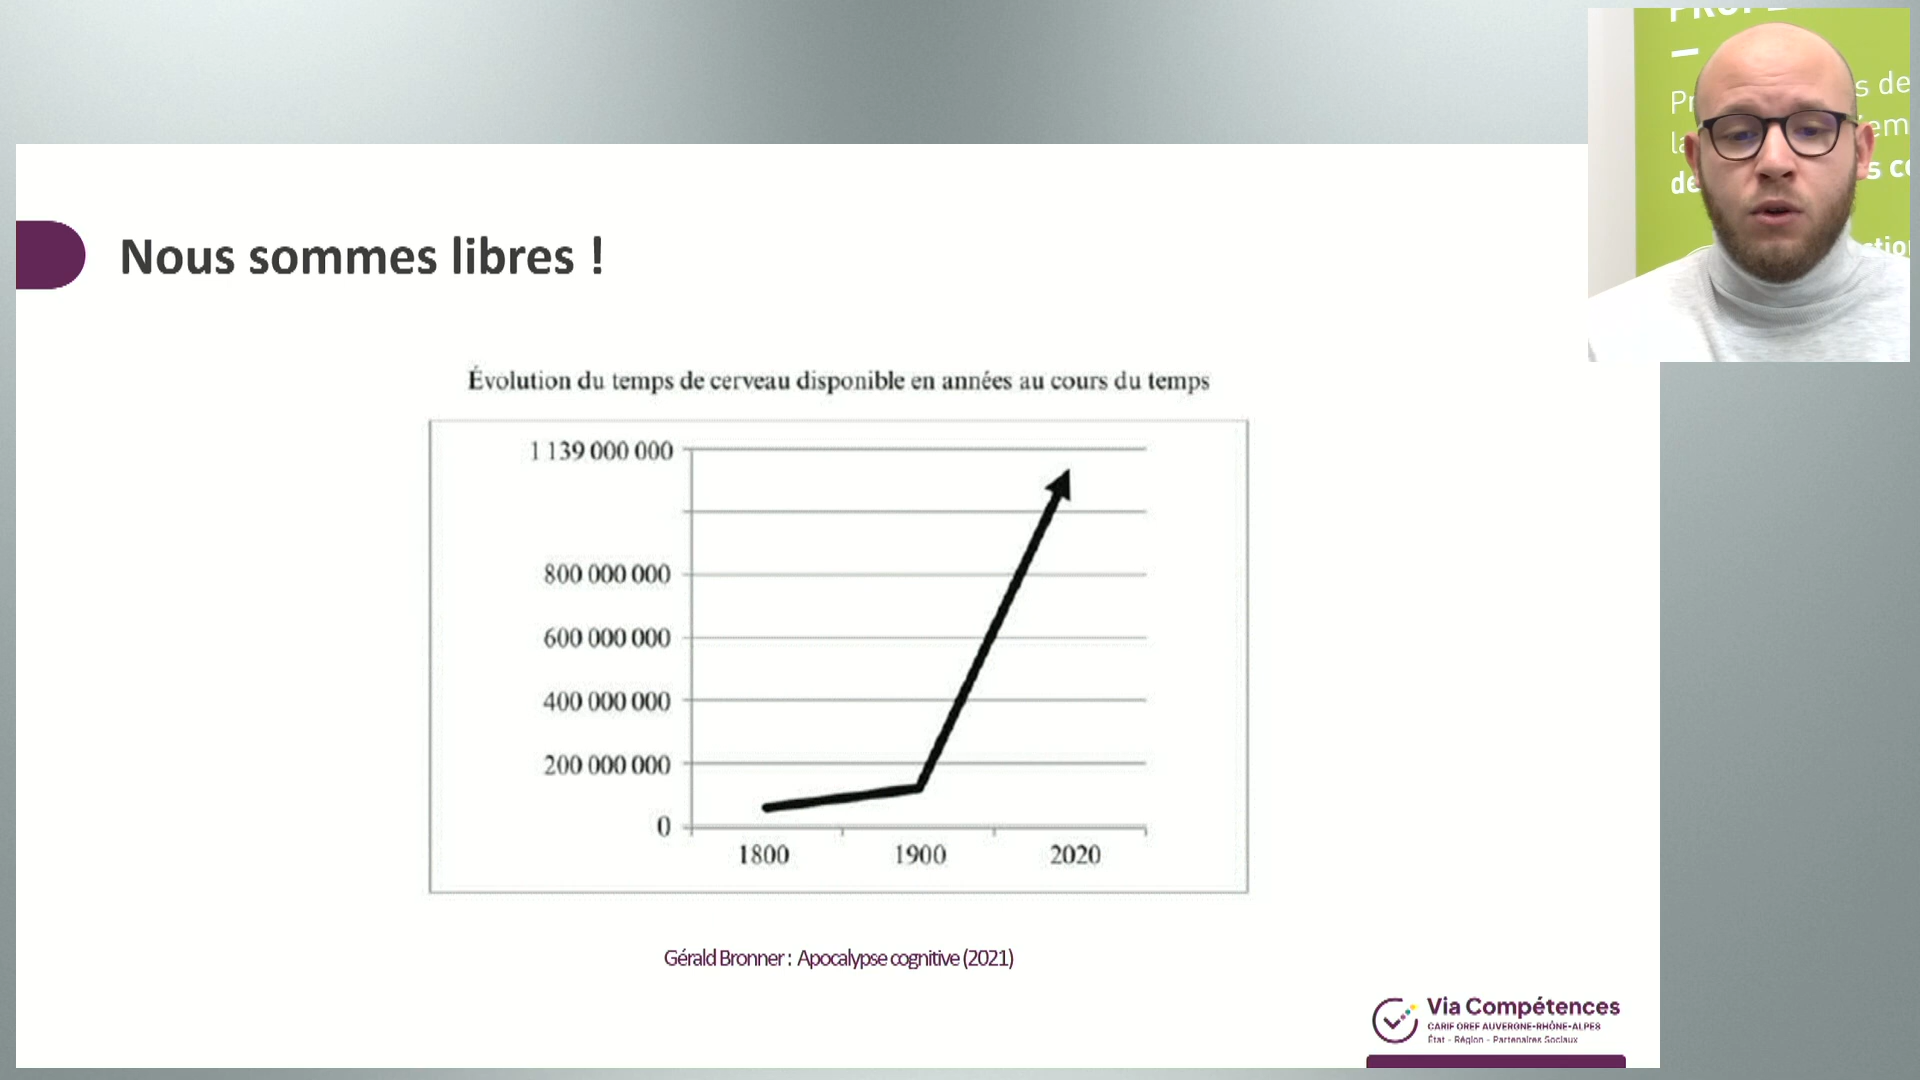 Nous sommes libres !
Évolution du temps de cerveau disponible en années au cours du temps
1 139 000 000
800 000 000
600 000 000
400 000 000
200 000 000
0
1800 1900 2020
Gérald Bronner : Apocalypse cognitive (2021)
Via Compétences
CARIF OREF AUVERGNE-RHÔNE-ALPES
État - Région - Partenaires Sociaux
s de